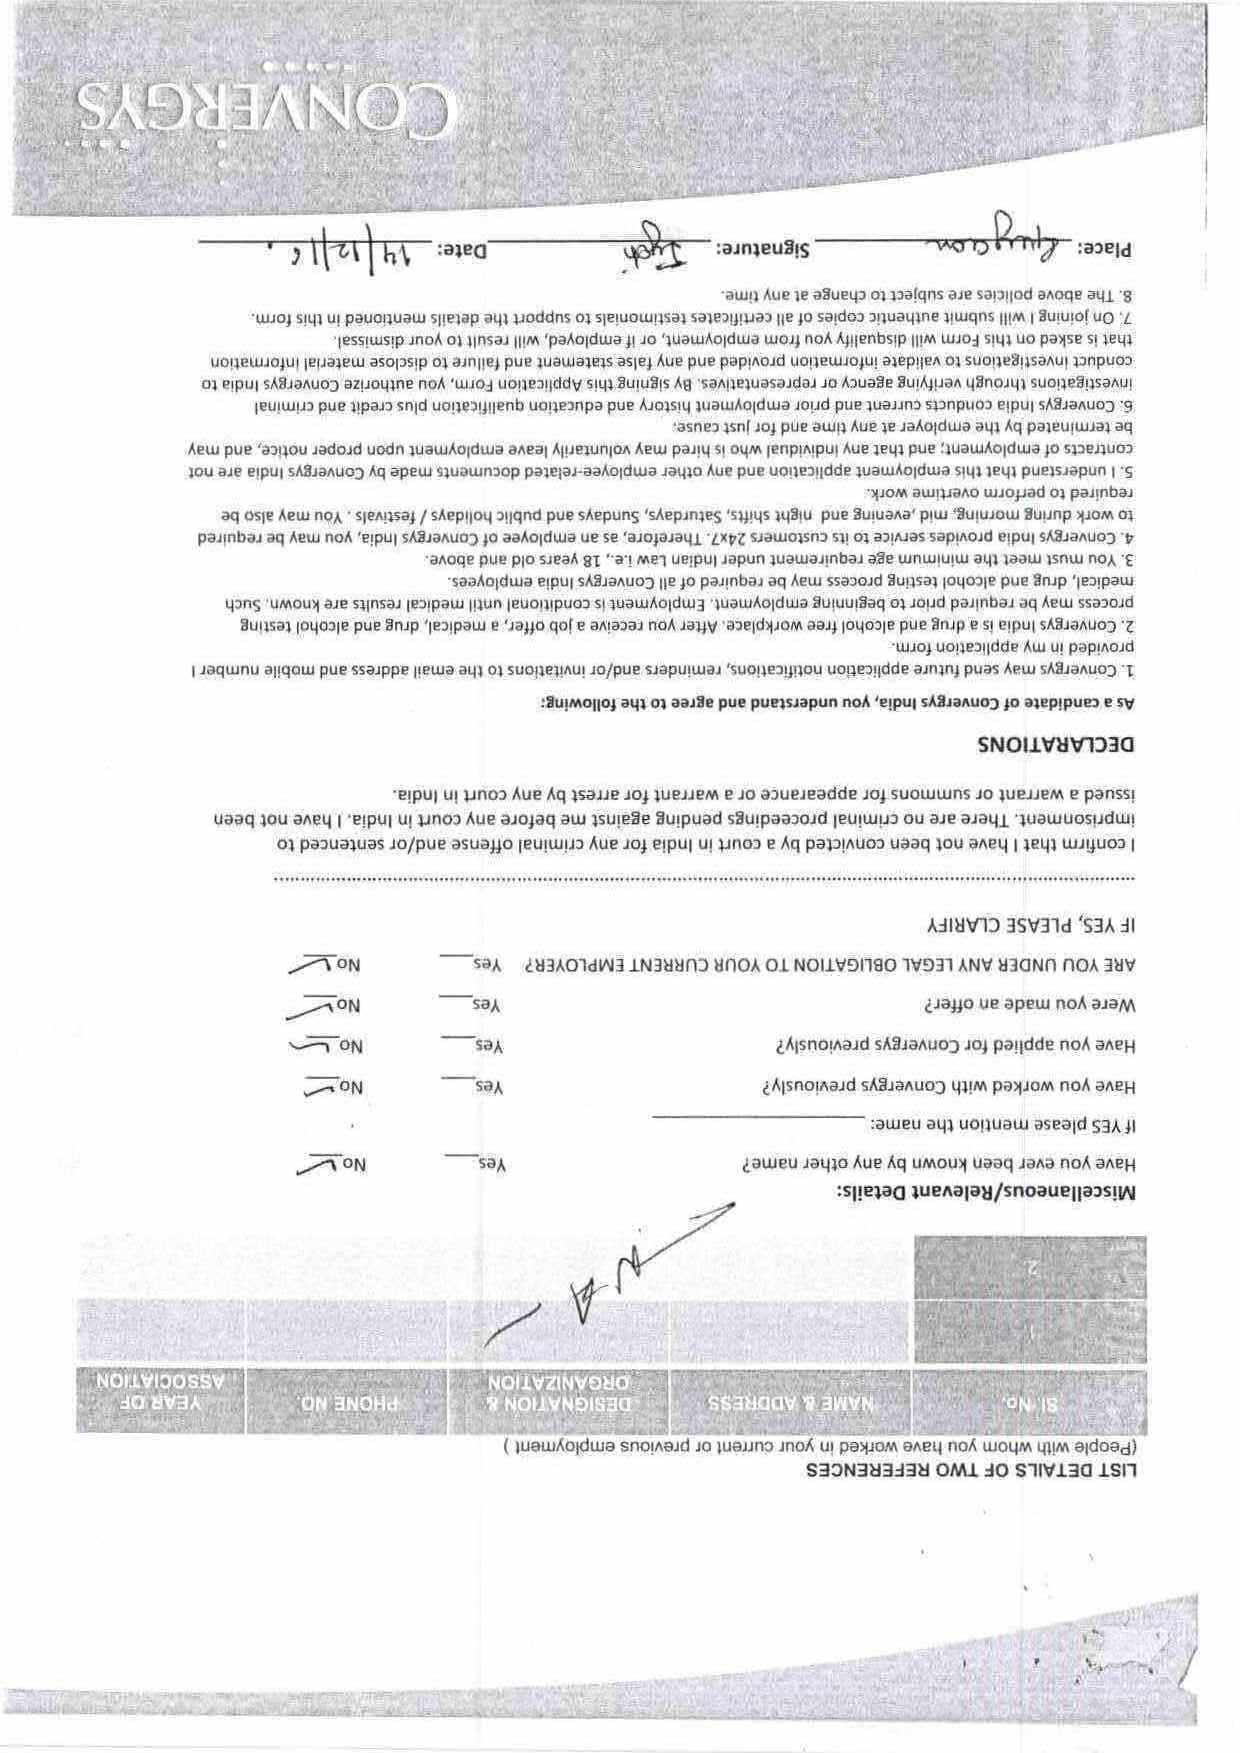 LIST DETAILS OF TWO REFERENCES
(People with whom you have worked in your current or previous employment )
Sl No. NAME & ADDRESS DESIGNATION & ORGANIZATION PHONE NO. YEAR OF ASSOCIATION
1
2.
Miscellaneous/Relevant Details:
Have you ever been known by any other name? Yes___ No___
If YES please mention the name: ___
Have you worked with Convergys previously? Yes___ No___
Have you applied for Convergys previously? Yes___ No___
Were you made an offer? Yes___ No___
ARE YOU UNDER ANY LEGAL OBLIGATION TO YOUR CURRENT EMPLOYER? Yes___ No___
IF YES, PLEASE CLARIFY
I confirm that I have not been convicted by a court in India for any criminal offense and/or sentenced to
imprisonment. There are no criminal proceedings pending against me before any court in India. I have not been
issued a warrant or summons for appearance or a warrant for arrest by any court in India.
DECLARATIONS
As a candidate of Convergys India, you understand and agree to the following:
1. Convergys may send future application notifications, reminders and/or invitations to the email address and mobile number I
provided in my application form.
2. Convergys India is a drug and alcohol free workplace. After you receive a job offer, a medical, drug and alcohol testing
process may be required prior to beginning employment. Employment is conditional until medical results are known. Such
medical, drug and alcohol testing process may be required of all Convergys India employees.
3. You must meet the minimum age requirement under Indian Law i.e., 18 years old and above.
4. Convergys India provides service to its customers 24x7. Therefore, as an employee of Convergys India, you may be required
to work during morning, mid ,evening and night shifts, Saturdays, Sundays and public holidays / festivals . You may also be
required to perform overtime work.
5. I understand that this employment application and any other employee-related documents made by Convergys India are not
contracts of employment; and that any individual who is hired may voluntarily leave employment upon proper notice, and may
be terminated by the employer at any time and for just cause.
6. Convergys India conducts current and prior employment history and education qualification plus credit and criminal
investigations through verifying agency or representatives. By signing this Application Form, you authorize Convergys India to
conduct investigations to validate information provided and any false statement and failure to disclose material information
that is asked on this Form will disqualify you from employment, or if employed, will result to your dismissal.
7. On joining I will submit authentic copies of all certificates testimonials to support the details mentioned in this form.
8. The above policies are subject to change at any time.
Place: Gurgaon Signature: Jyoti Date: 14/12/16.
CONVERGYS